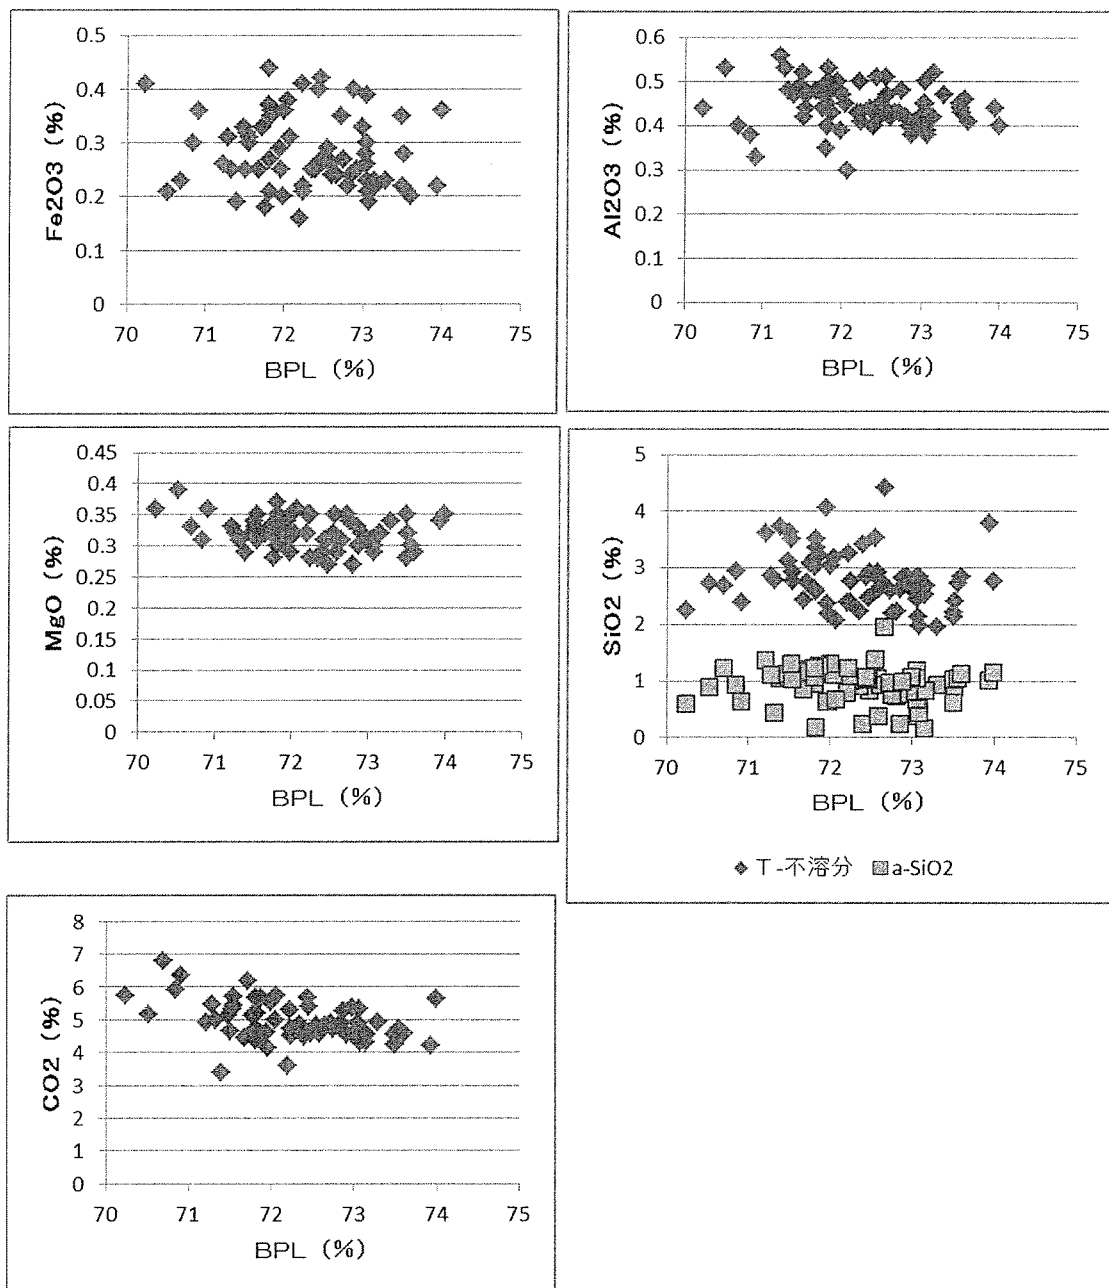 0.5
0.4
0.3
0.2
0.1
0
Fe2O3 (%)
70 71 72 73 74 75
BPL (%)
0.6
0.5
0.4
0.3
0.2
0.1
0
Al2O3 (%)
70 71 72 73 74 75
BPL (%)
0.45
0.4
0.35
0.3
0.25
0.2
0.15
0.1
0.05
0
MgO (%)
70 71 72 73 74 75
BPL (%)
5
4
3
2
1
0
SiO2 (%)
70 71 72 73 74 75
BPL (%)
T-不溶分 a-SiO2
8
7
6
5
4
3
2
1
0
CO2 (%)
70 71 72 73 74 75
BPL (%)